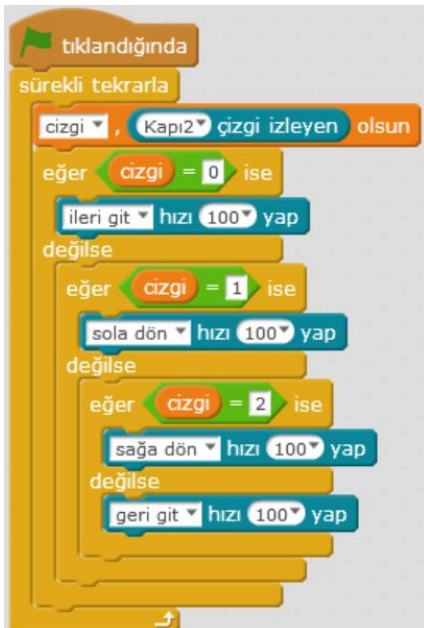 tıklandığında
sürekli tekrarla
cizgi , Kapı2 çizgi izleyen olsun
eğer cizgi = 0 ise
ileri git hızı 100 yap
değilse
eğer cizgi = 1 ise
sola dön hızı 100 yap
değilse
eğer cizgi = 2 ise
sağa dön hızı 100 yap
değilse
geri git hızı 100 yap